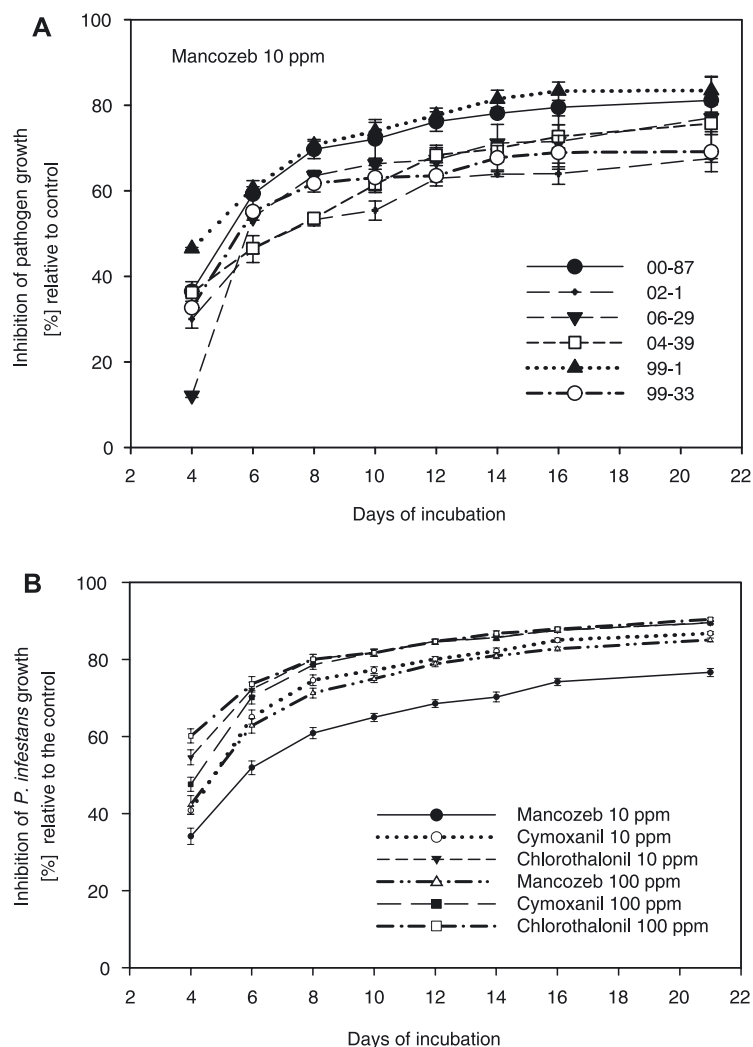 A
Mancozeb 10 ppm
100
80
60
40
20
0
Inhibition of pathogen growth
[%] relative to control
00-87
02-1
06-29
04-39
99-1
99-33
2 4 6 8 10 12 14 16 18 20 22
Days of incubation
B
100
80
60
40
20
0
Inhibition of P. infestans growth
[%] relative to the control
Mancozeb 10 ppm
Cymoxanil 10 ppm
Chlorothalonil 10 ppm
Mancozeb 100 ppm
Cymoxanil 100 ppm
Chlorothalonil 100 ppm
2 4 6 8 10 12 14 16 18 20 22
Days of incubation